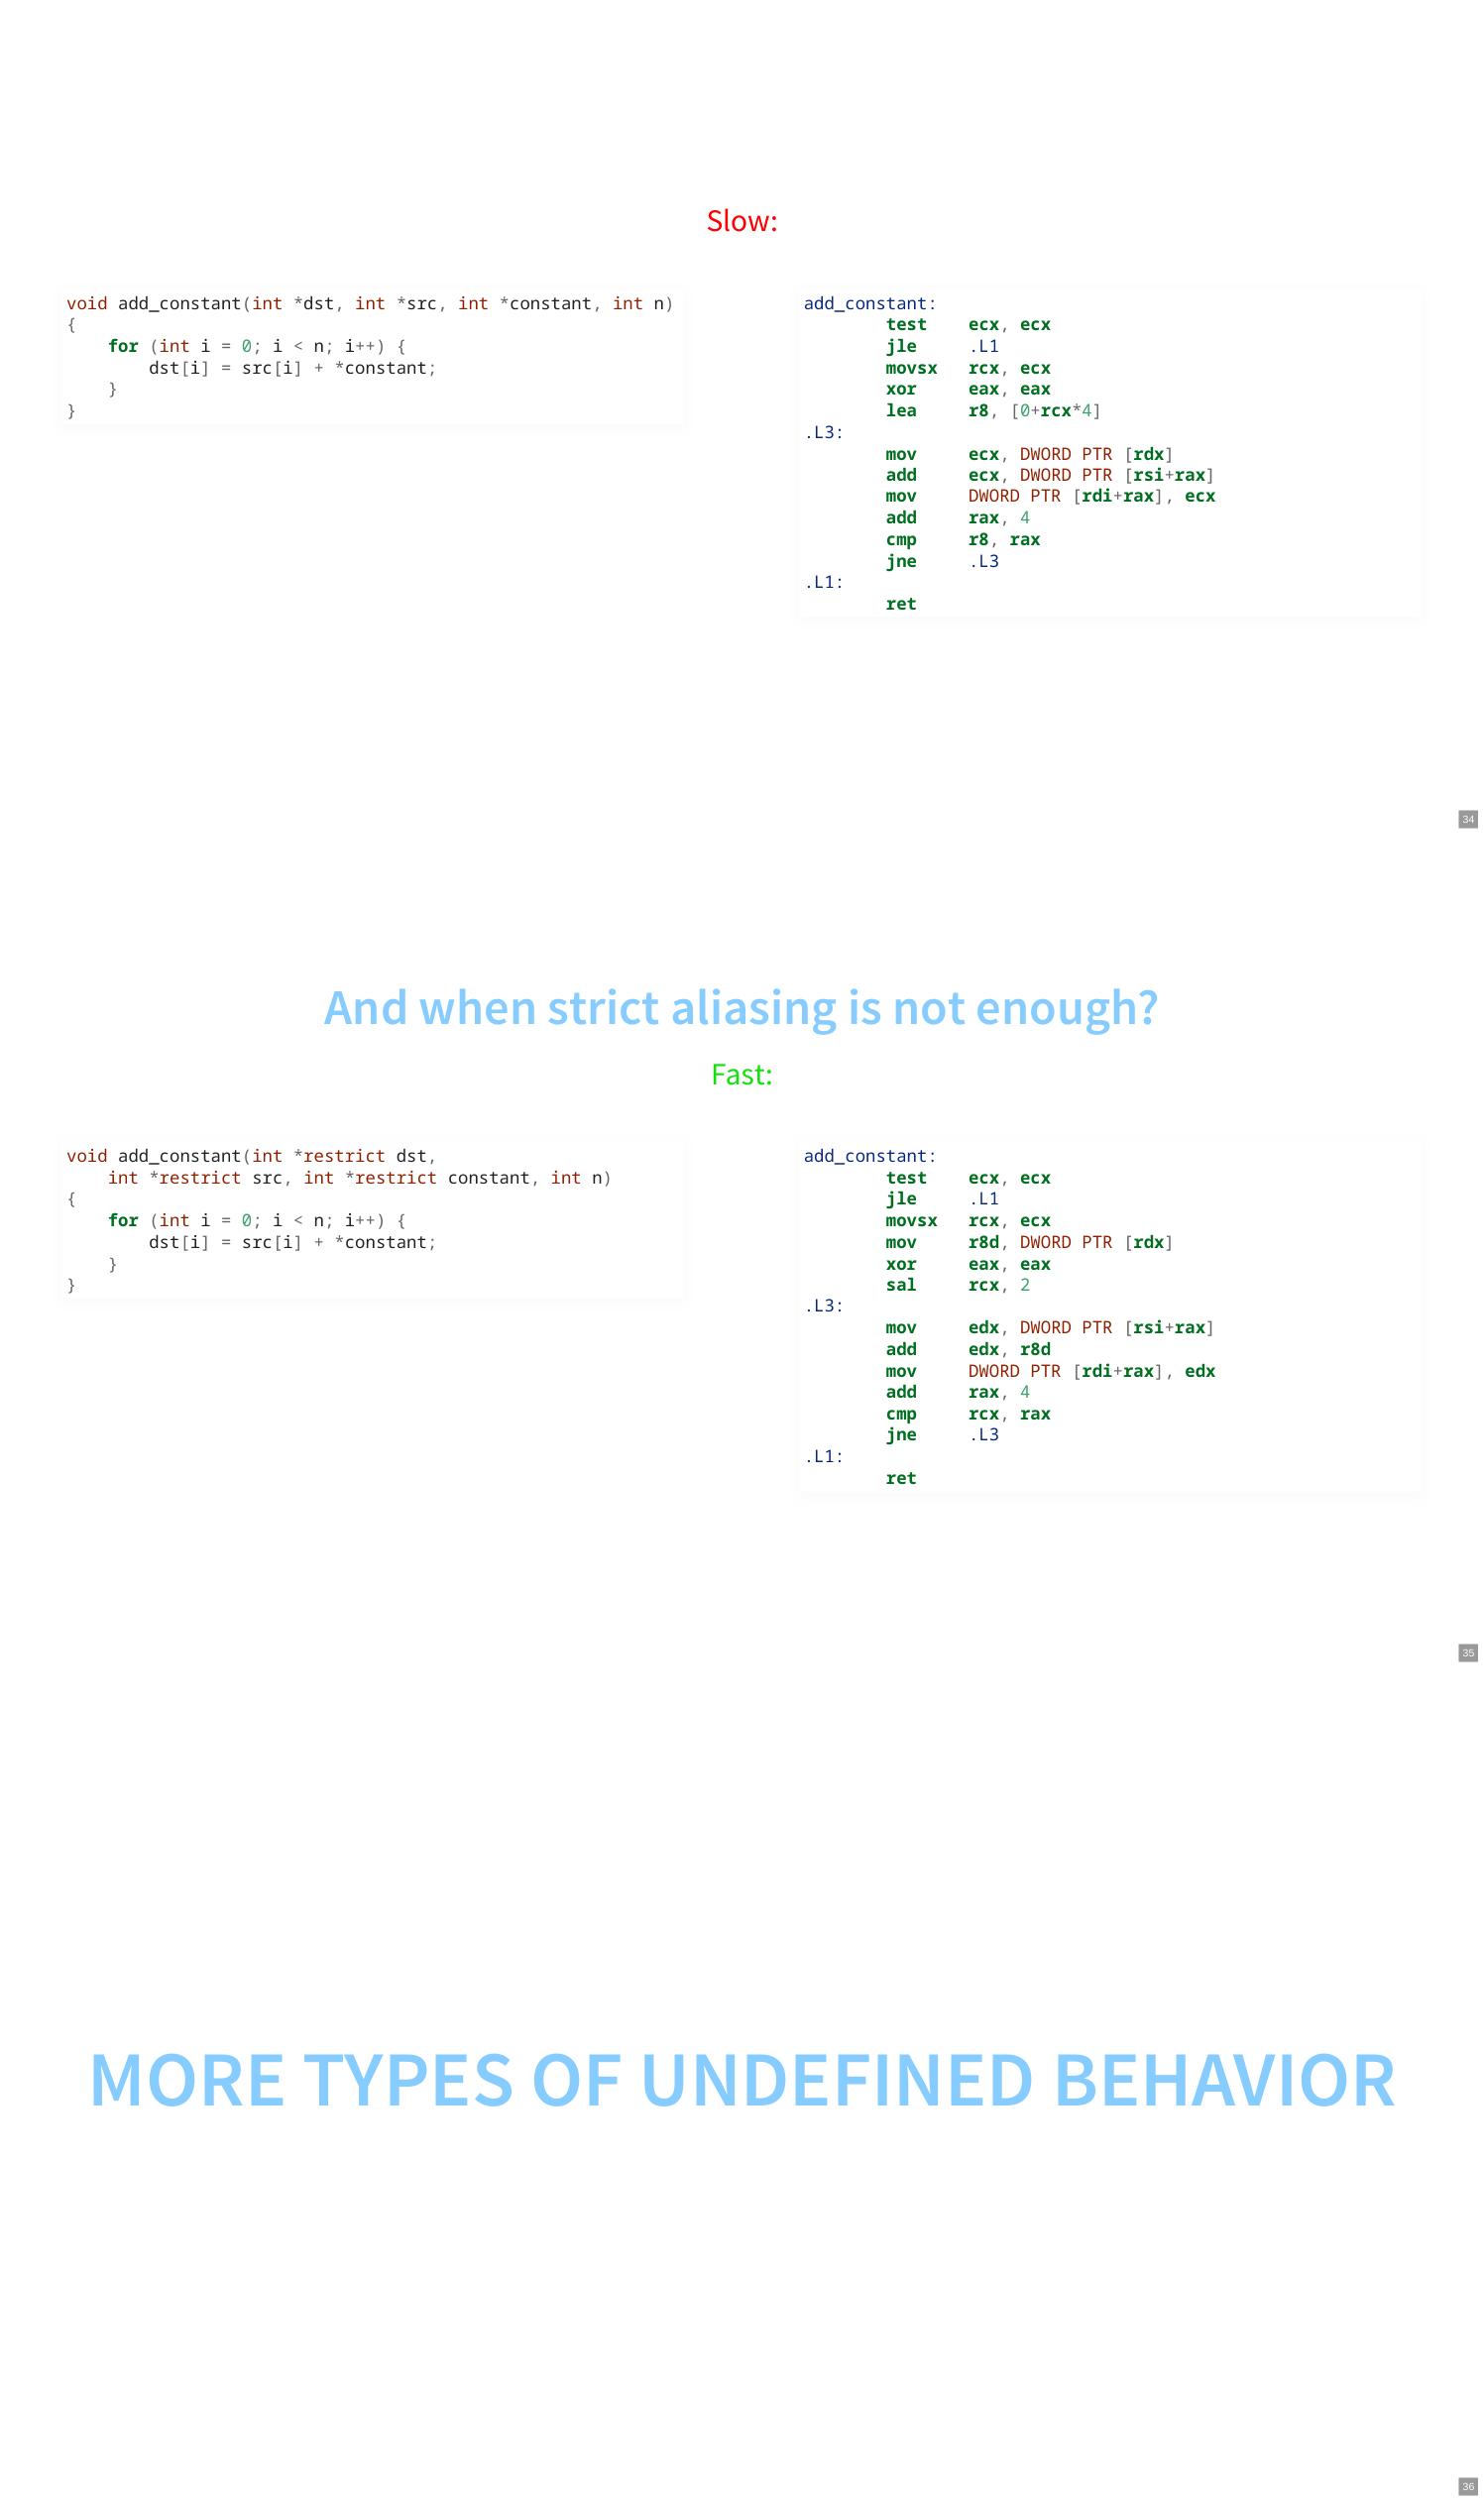 Slow:
void add_constant(int *dst, int *src, int *constant, int n)
{
    for (int i = 0; i < n; i++) {
        dst[i] = src[i] + *constant;
    }
}
add_constant:
        test    ecx, ecx
        jle     .L1
        movsx   rcx, ecx
        xor     eax, eax
        lea     r8, [0+rcx*4]
.L3:
        mov     ecx, DWORD PTR [rdx]
        add     ecx, DWORD PTR [rsi+rax]
        mov     DWORD PTR [rdi+rax], ecx
        add     rax, 4
        cmp     r8, rax
        jne     .L3
.L1:
        ret
34
And when strict aliasing is not enough?
Fast:
void add_constant(int *restrict dst,
    int *restrict src, int *restrict constant, int n)
{
    for (int i = 0; i < n; i++) {
        dst[i] = src[i] + *constant;
    }
}
add_constant:
        test    ecx, ecx
        jle     .L1
        movsx   rcx, ecx
        mov     r8d, DWORD PTR [rdx]
        xor     eax, eax
        sal     rcx, 2
.L3:
        mov     edx, DWORD PTR [rsi+rax]
        add     edx, r8d
        mov     DWORD PTR [rdi+rax], edx
        add     rax, 4
        cmp     rcx, rax
        jne     .L3
.L1:
        ret
35
MORE TYPES OF UNDEFINED BEHAVIOR
36